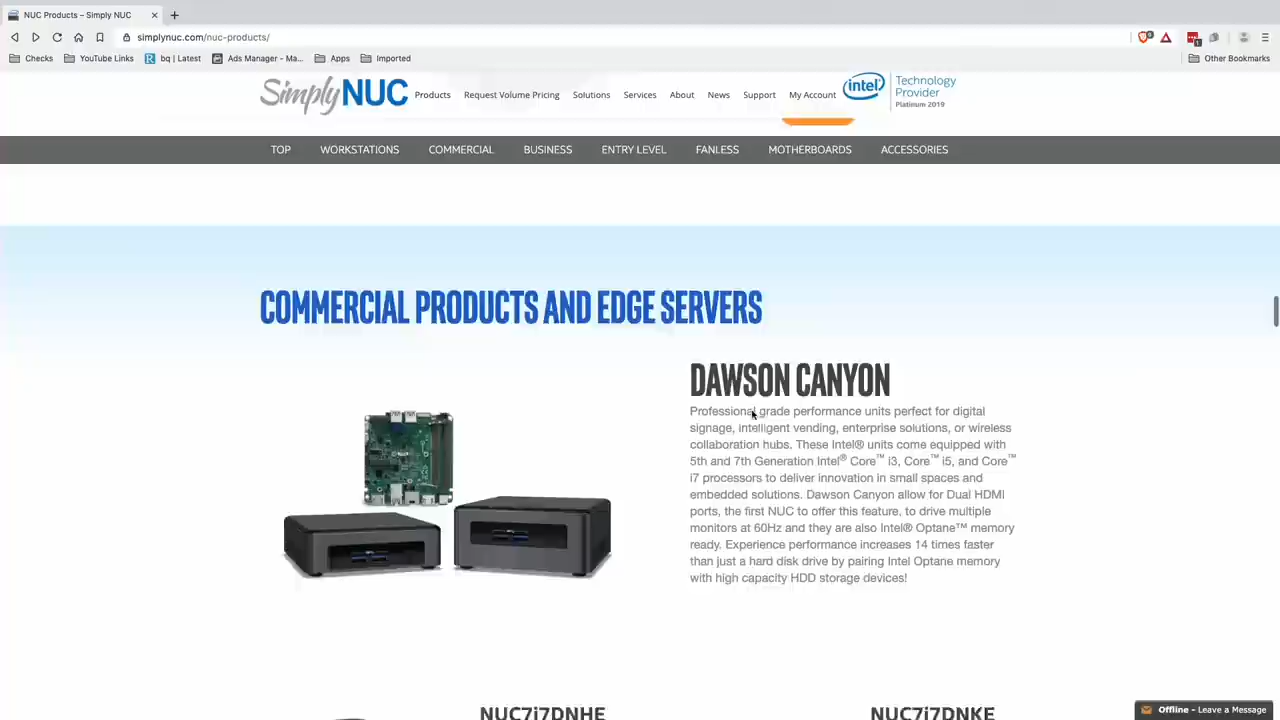 NUC Products – Simply NUC
simplynuc.com/nuc-products/
Checks YouTube Links bq | Latest Ads Manager - Ma... Apps Imported Other Bookmarks
SimplyNUC Products Request Volume Pricing Solutions Services About News Support My Account intel Technology Provider Platinum 2019
TOP WORKSTATIONS COMMERCIAL BUSINESS ENTRY LEVEL FANLESS MOTHERBOARDS ACCESSORIES
COMMERCIAL PRODUCTS AND EDGE SERVERS
DAWSON CANYON
Professional grade performance units perfect for digital
signage, intelligent vending, enterprise solutions, or wireless
collaboration hubs. These Intel® units come equipped with
5th and 7th Generation Intel® Core™ i3, Core™ i5, and Core™
i7 processors to deliver innovation in small spaces and
embedded solutions. Dawson Canyon allow for Dual HDMI
ports, the first NUC to offer this feature, to drive multiple
monitors at 60Hz and they are also Intel® Optane™ memory
ready. Experience performance increases 14 times faster
than just a hard disk drive by pairing Intel Optane memory
with high capacity HDD storage devices!
NUC7i7DNHE NUC7i7DNKE
Offline - Leave a Message